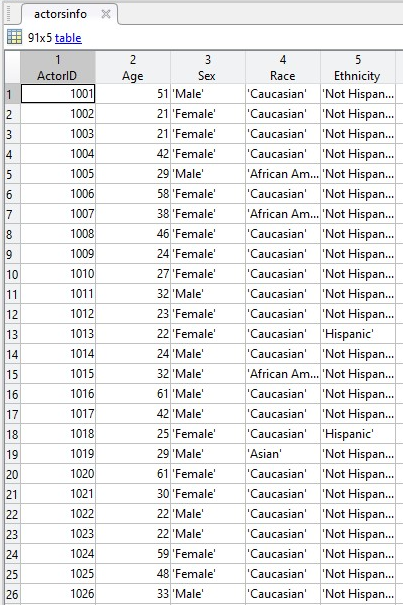 actorsinfo
91x5 table
1 2 3 4 5
ActorID Age Sex Race Ethnicity
1 1001 51 'Male' 'Caucasian' 'Not Hispan...
2 1002 21 'Female' 'Caucasian' 'Not Hispan...
3 1003 21 'Female' 'Caucasian' 'Not Hispan...
4 1004 42 'Female' 'Caucasian' 'Not Hispan...
5 1005 29 'Male' 'African Am... 'Not Hispan...
6 1006 58 'Female' 'Caucasian' 'Not Hispan...
7 1007 38 'Female' 'African Am... 'Not Hispan...
8 1008 46 'Female' 'Caucasian' 'Not Hispan...
9 1009 24 'Female' 'Caucasian' 'Not Hispan...
10 1010 27 'Female' 'Caucasian' 'Not Hispan...
11 1011 32 'Male' 'Caucasian' 'Not Hispan...
12 1012 23 'Female' 'Caucasian' 'Not Hispan...
13 1013 22 'Female' 'Caucasian' 'Hispanic'
14 1014 24 'Male' 'Caucasian' 'Not Hispan...
15 1015 32 'Male' 'African Am... 'Not Hispan...
16 1016 61 'Male' 'Caucasian' 'Not Hispan...
17 1017 42 'Male' 'Caucasian' 'Not Hispan...
18 1018 25 'Female' 'Caucasian' 'Hispanic'
19 1019 29 'Male' 'Asian' 'Not Hispan...
20 1020 61 'Female' 'Caucasian' 'Not Hispan...
21 1021 30 'Female' 'Caucasian' 'Not Hispan...
22 1022 22 'Male' 'Caucasian' 'Not Hispan...
23 1023 22 'Male' 'Caucasian' 'Not Hispan...
24 1024 59 'Female' 'Caucasian' 'Not Hispan...
25 1025 48 'Female' 'Caucasian' 'Not Hispan...
26 1026 33 'Male' 'Caucasian' 'Not Hispan...